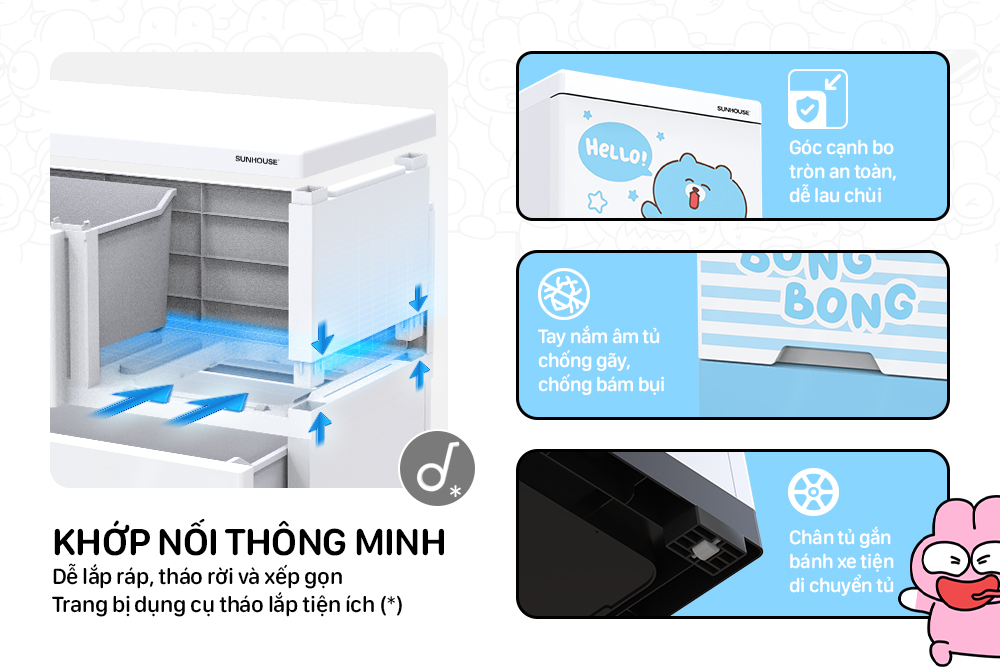 SUNHOUSE
KHỚP NỐI THÔNG MINH
Dễ lắp ráp, tháo rời và xếp gọn
Trang bị dụng cụ tháo lắp tiện ích (*)
SUNHOUSE
HeLLO!
Góc cạnh bo
tròn an toàn,
dễ lau chùi
BONG
BONG
Tay nắm âm tủ
chống gãy,
chống bám bụi
Chân tủ gắn
bánh xe tiện
di chuyển tủ